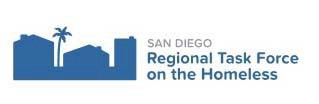 SAN DIEGO
Regional Task Force
on the Homeless